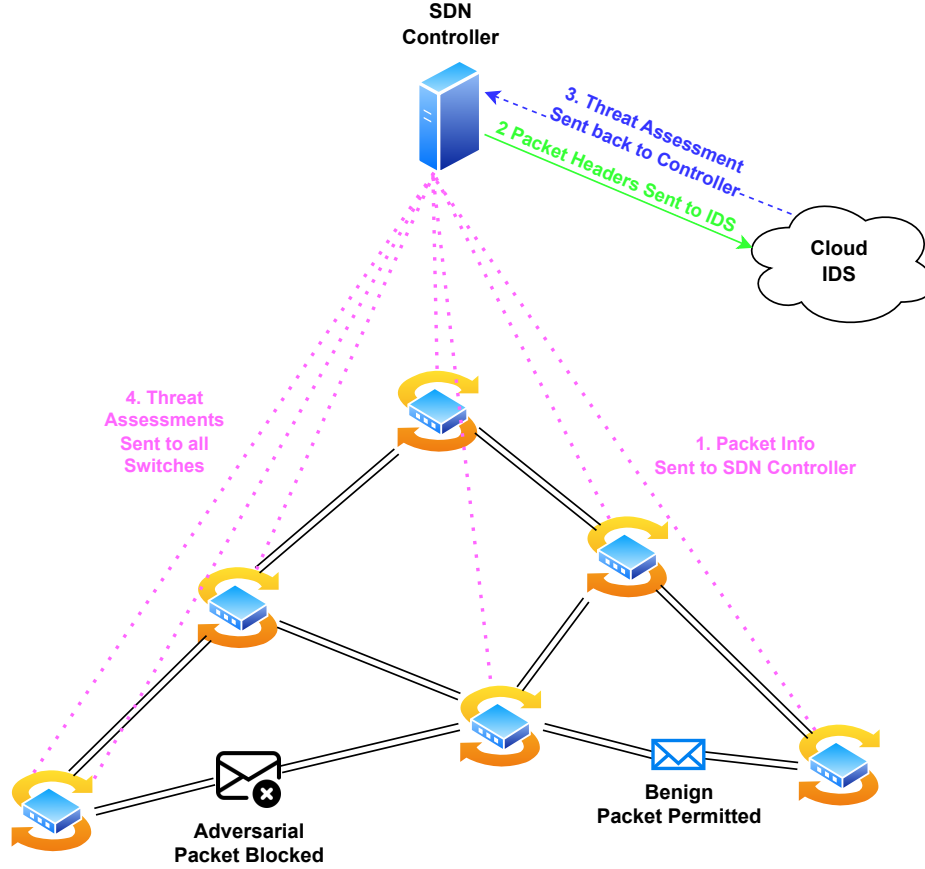 SDN
Controller
3. Threat Assessment
Sent back to
Controller
2 Packet Headers Sent to IDS
Cloud
IDS
4. Threat
Assessments
Sent to all
Switches
1. Packet Info
Sent to SDN Controller
Adversarial
Packet Blocked
Benign
Packet Permitted